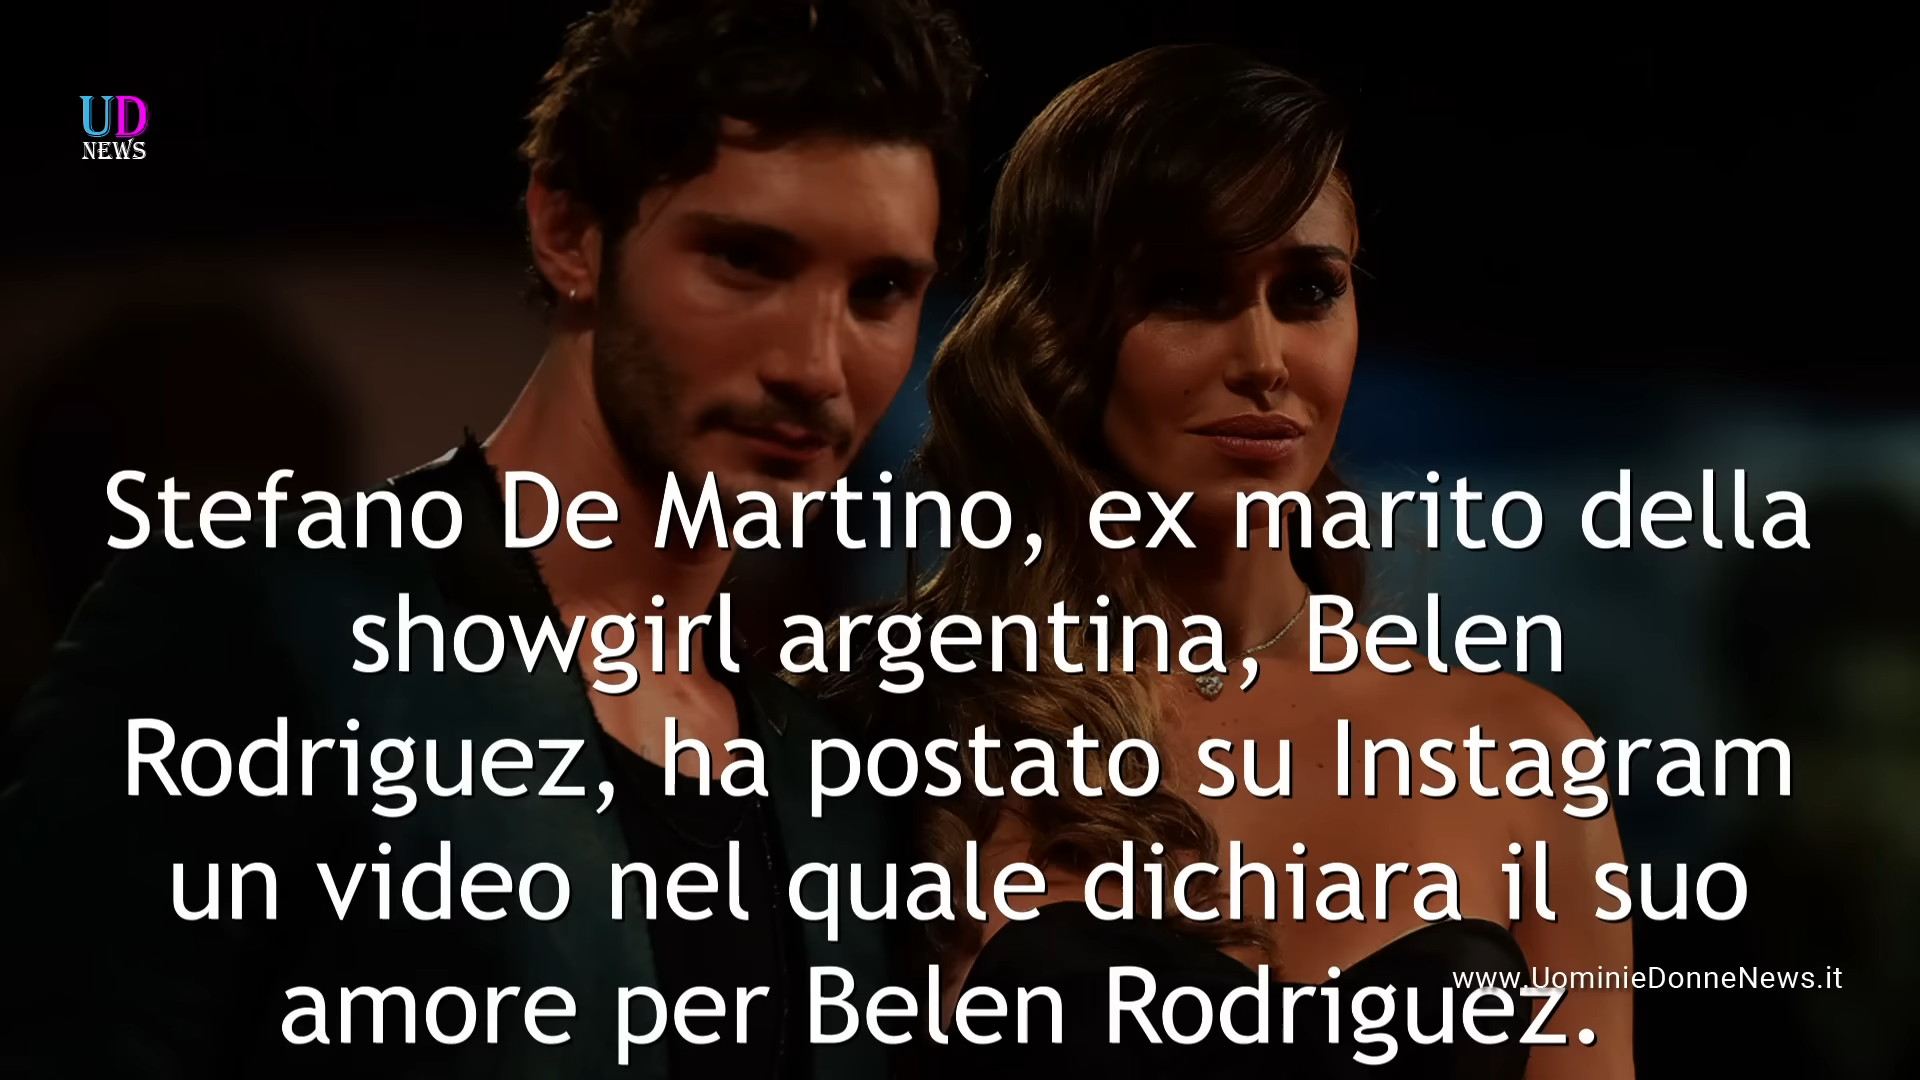 UD
NEWS
Stefano De Martino, ex marito della
showgirl argentina, Belen
Rodriguez, ha postato su Instagram
un video nel quale dichiara il suo
amore per Belen Rodriguez.
www.UominieDonneNews.it